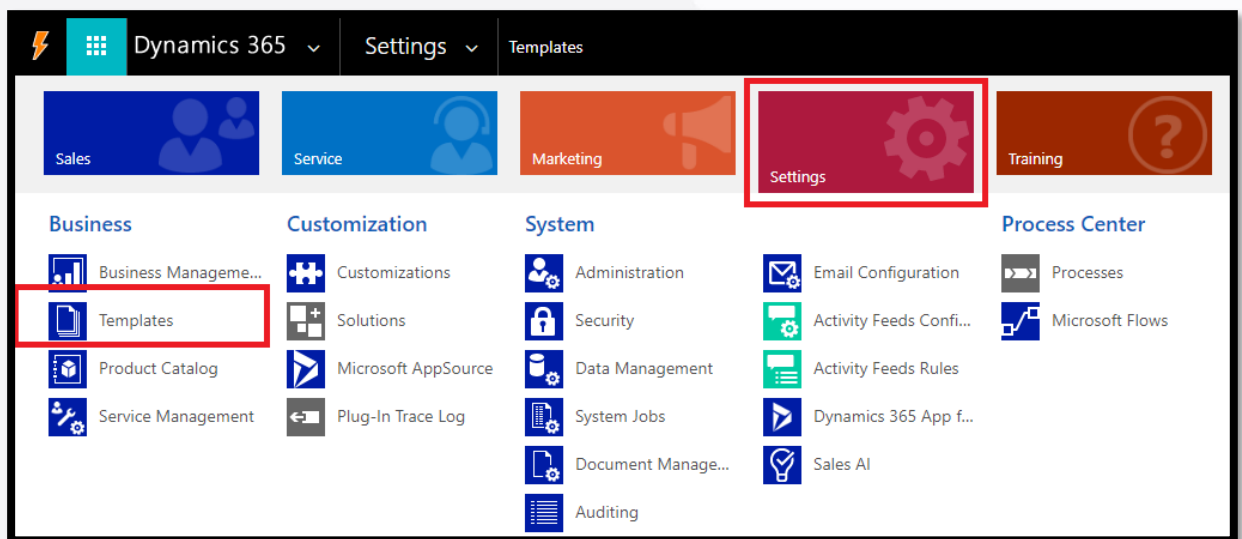 Dynamics 365 Settings Templates
Sales Service Marketing Settings Training
Business Customization System Process Center
Business Manageme... Customizations Administration Email Configuration Processes
Templates Solutions Security Activity Feeds Confi... Microsoft Flows
Product Catalog Microsoft AppSource Data Management Activity Feeds Rules
Service Management Plug-In Trace Log System Jobs Dynamics 365 App f...
Document Manage... Sales AI
Auditing